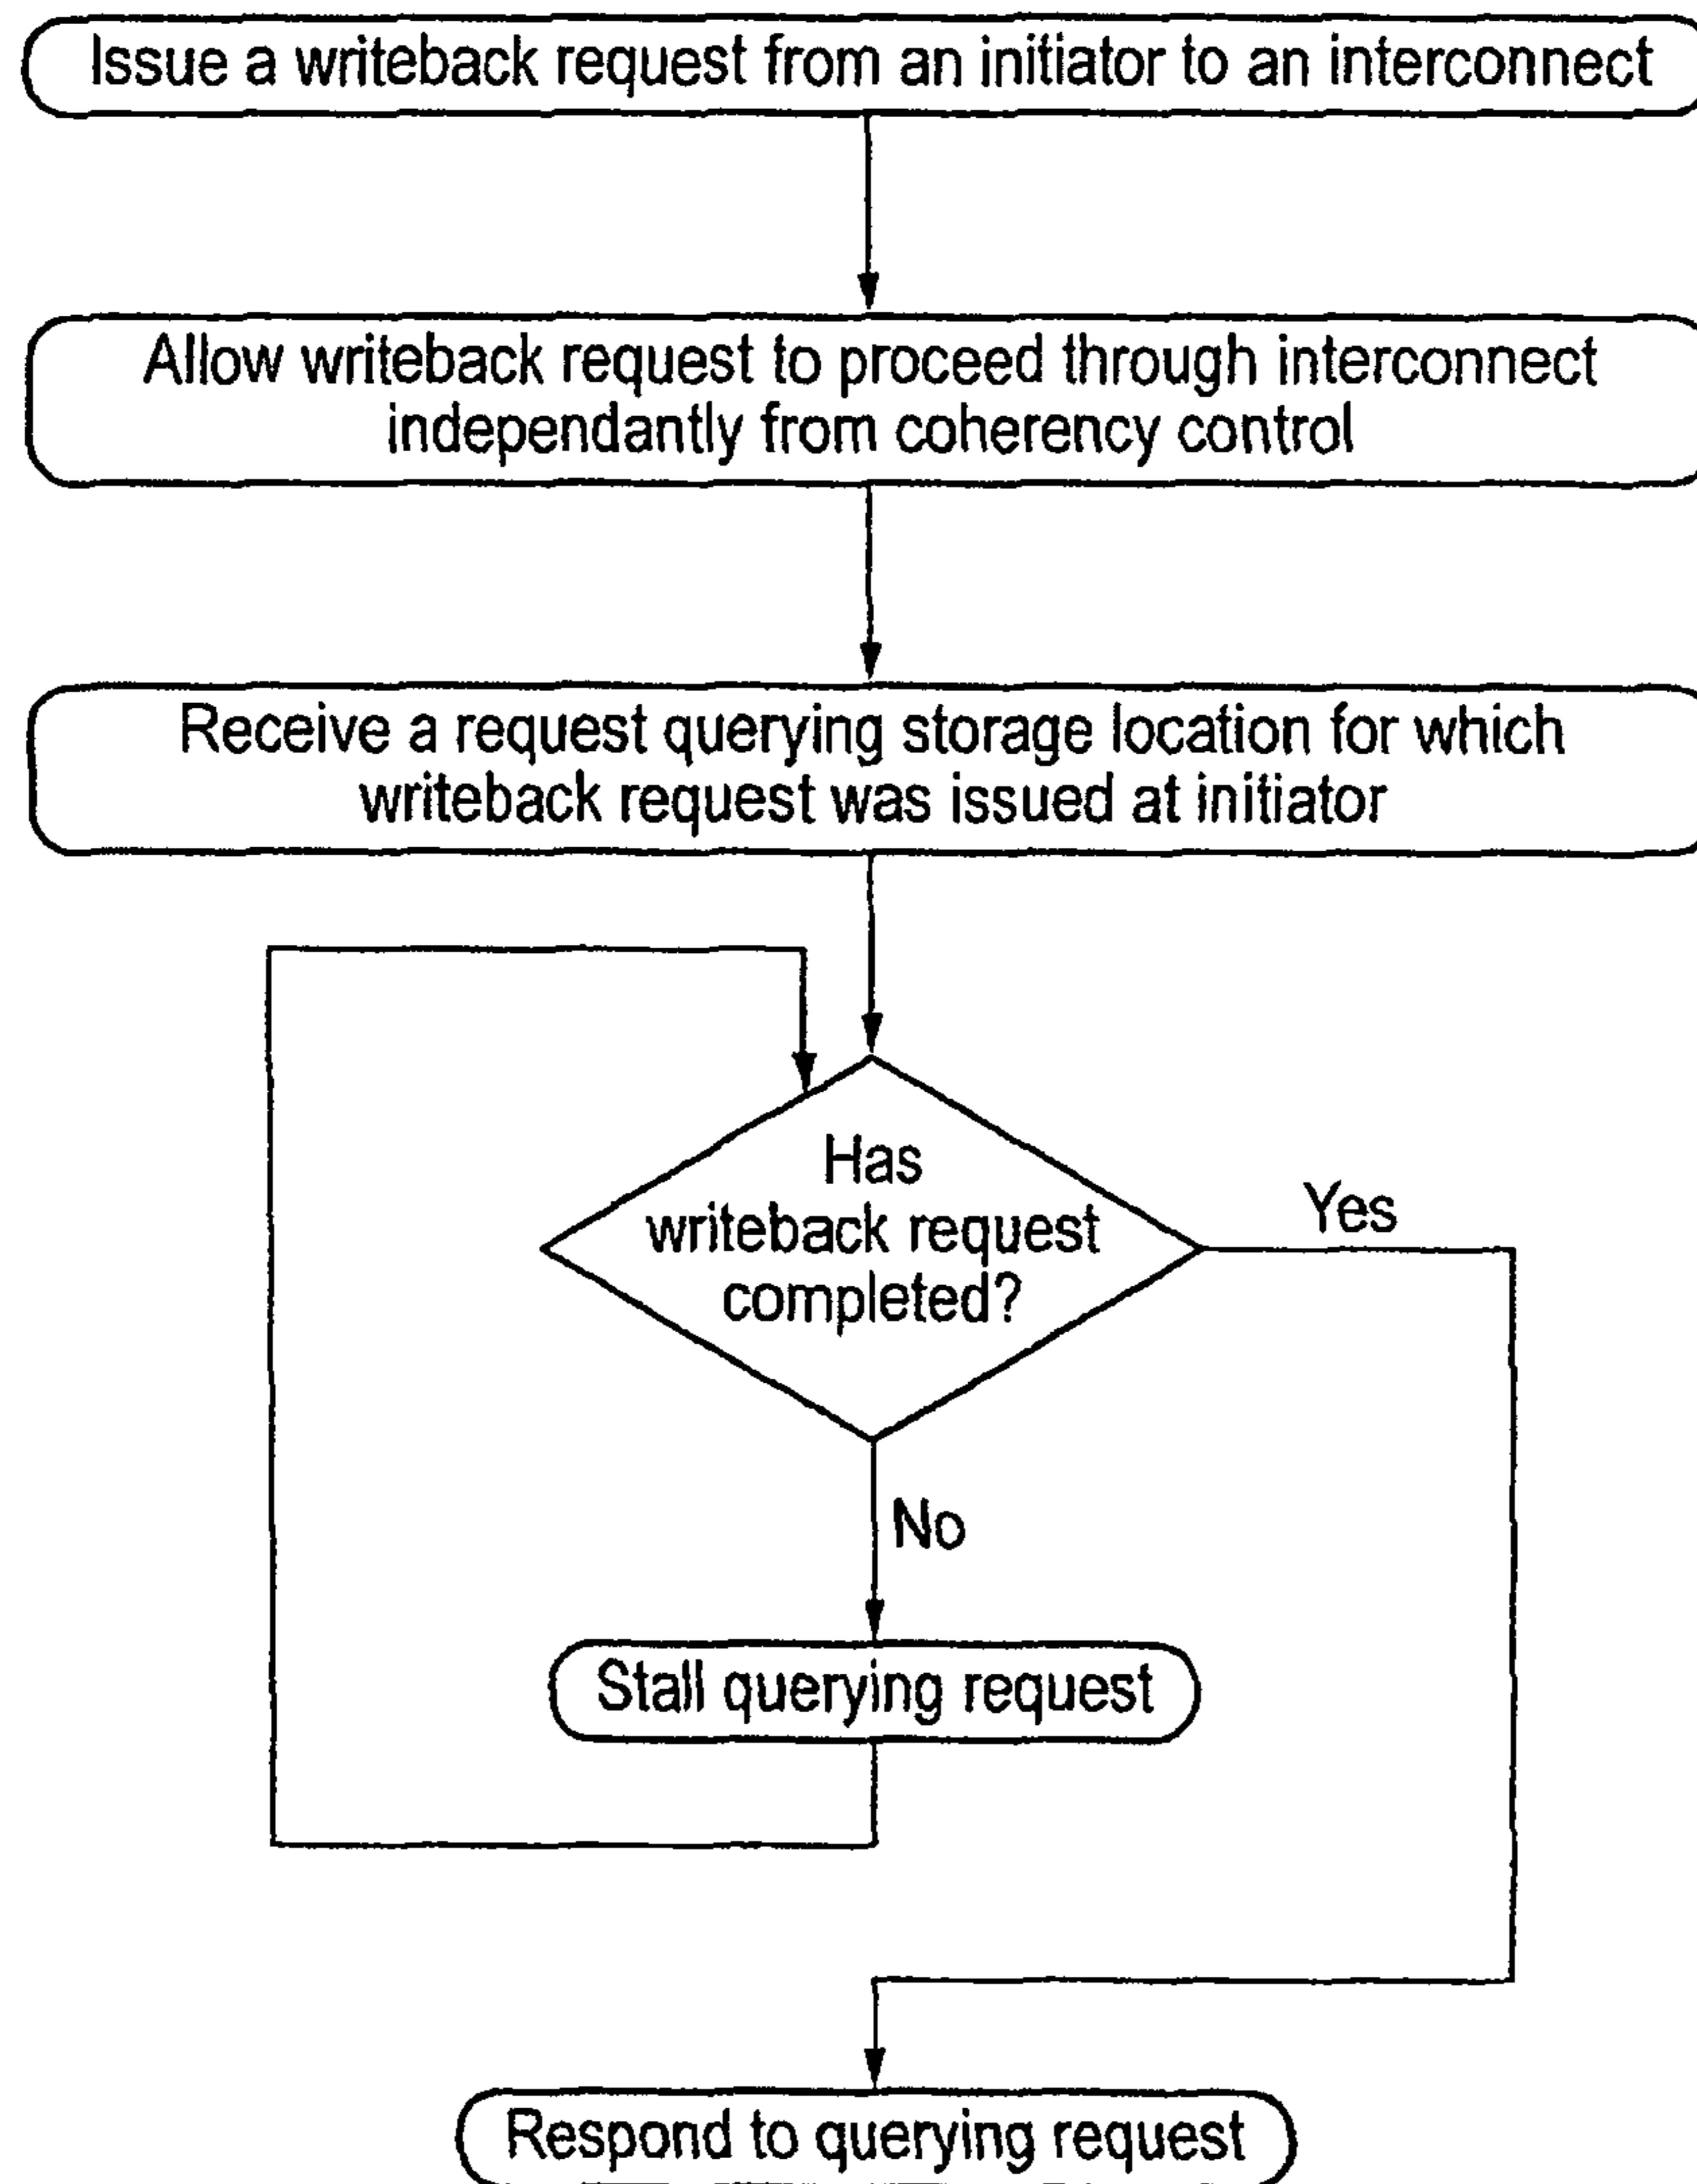 Issue a writeback request from an initiator to an interconnect
Allow writeback request to proceed through interconnect
independantly from coherency control
Receive a request querying storage location for which
writeback request was issued at initiator
Has
writeback request
completed?
Yes
No
Stall querying request
Respond to querying request